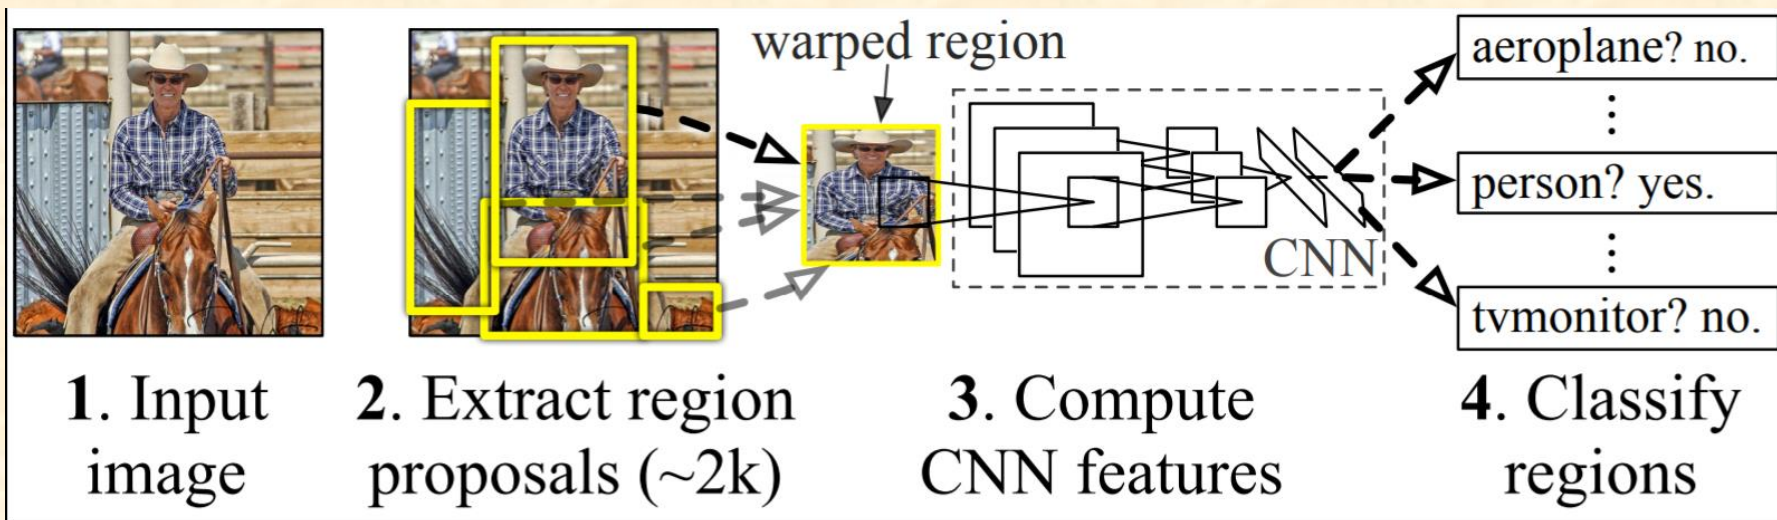 warped region
aeroplane? no.
person? yes.
tvmonitor? no.
CNN
1. Input
image
2. Extract region
proposals (~2k)
3. Compute
CNN features
4. Classify
regions